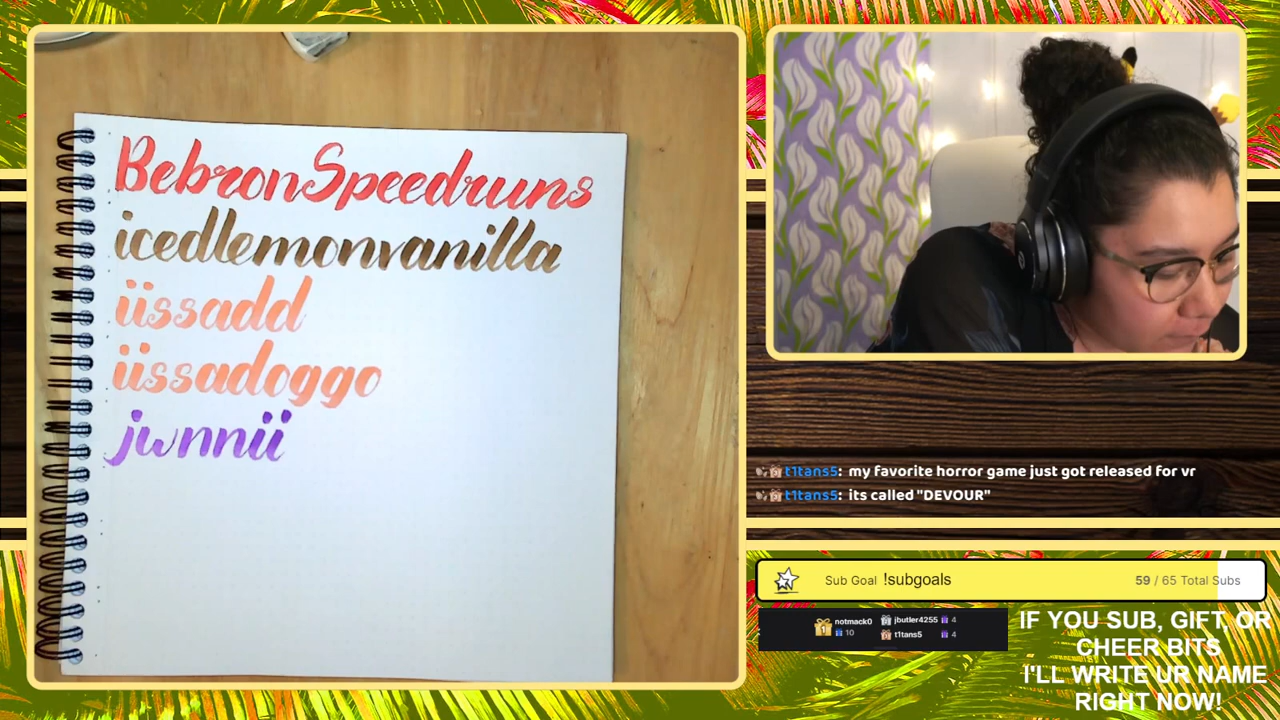 BebronSpeedruns
icedlemonvanilla
iissadd
iissadoggo
jwnnii
t1tans5: my favorite horror game just got released for vr
t1tans5: its called "DEVOUR"
Sub Goal !subgoals 59 / 65 Total Subs
1 notmack0 10
jbutler4255 4
t1tans5 4
IF YOU SUB, GIFT, OR
CHEER BITS
I'LL WRITE UR NAME
RIGHT NOW!